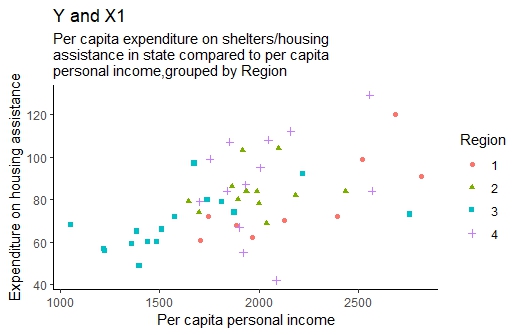 Y and X1
Per capita expenditure on shelters/housing
assistance in state compared to per capita
personal income,grouped by Region
Expenditure on housing assistance
120
100
80
60
40
1000 1500 2000 2500
Per capita personal income
Region
1
2
3
4